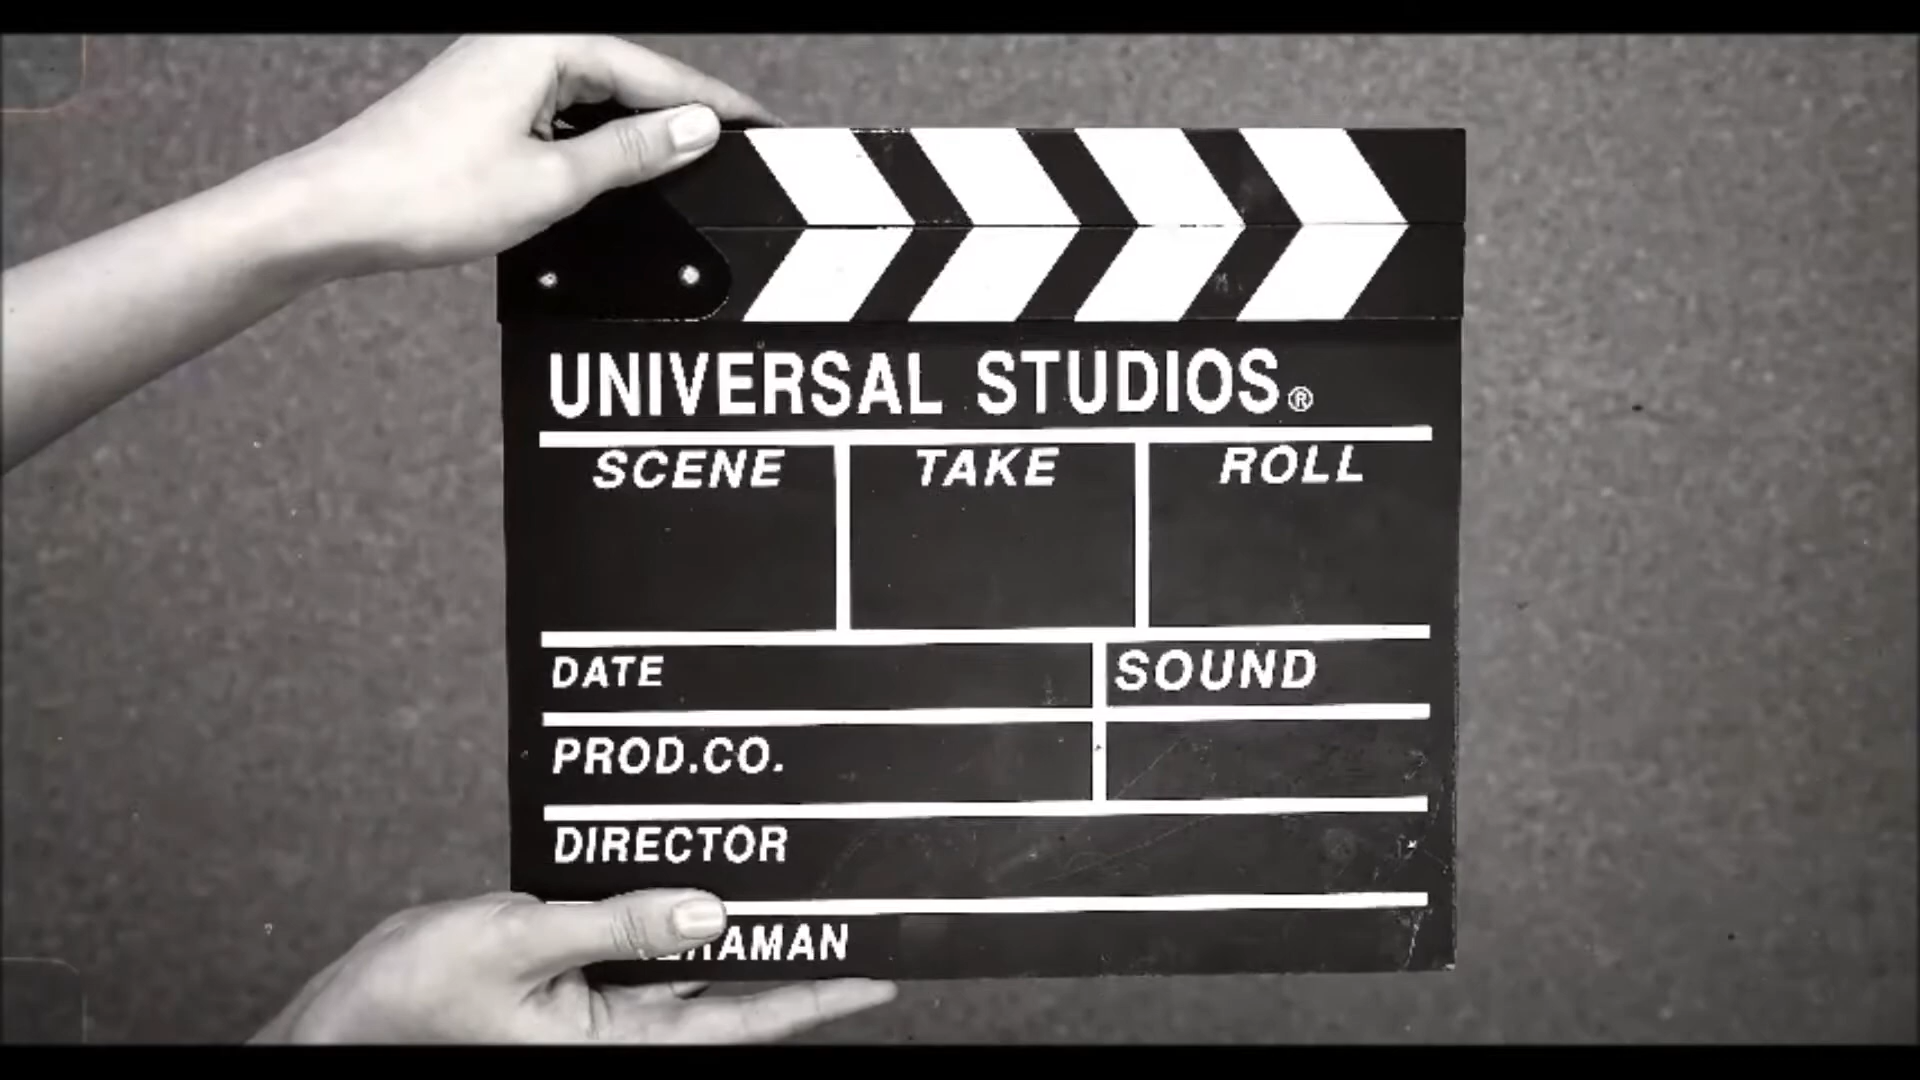 UNIVERSAL STUDIOS®
SCENE TAKE ROLL
DATE SOUND
PROD.CO.
DIRECTOR